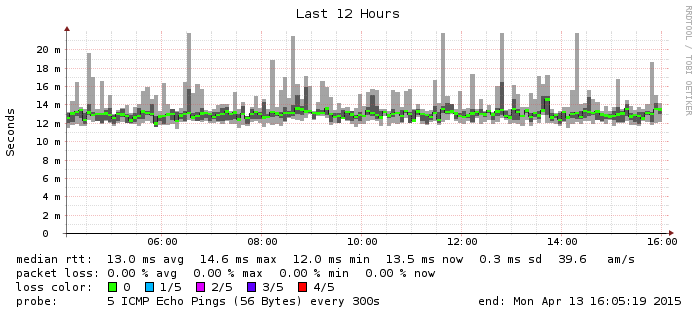 Last 12 Hours
RRDTOOL / TOBI OETIKER
Seconds
20 m
18 m
16 m
14 m
12 m
10 m
8 m
6 m
4 m
2 m
0
06:00 08:00 10:00 12:00 14:00 16:00
median rtt: 13.0 ms avg 14.6 ms max 12.0 ms min 13.5 ms now 0.3 ms sd 39.6 am/s
packet loss: 0.00 % avg 0.00 % max 0.00 % min 0.00 % now
loss color: 0 1/5 2/5 3/5 4/5
probe: 5 ICMP Echo Pings (56 Bytes) every 300s end: Mon Apr 13 16:05:19 2015